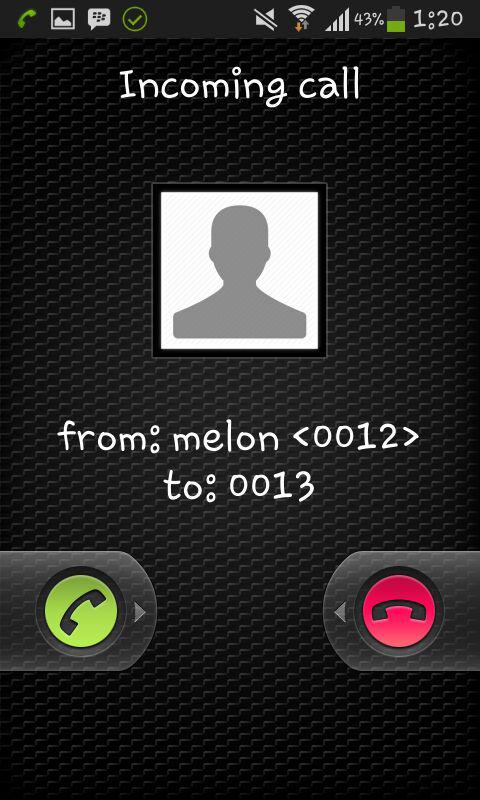 43% 1:20
Incoming call
from: melon <0012>
to: 0013